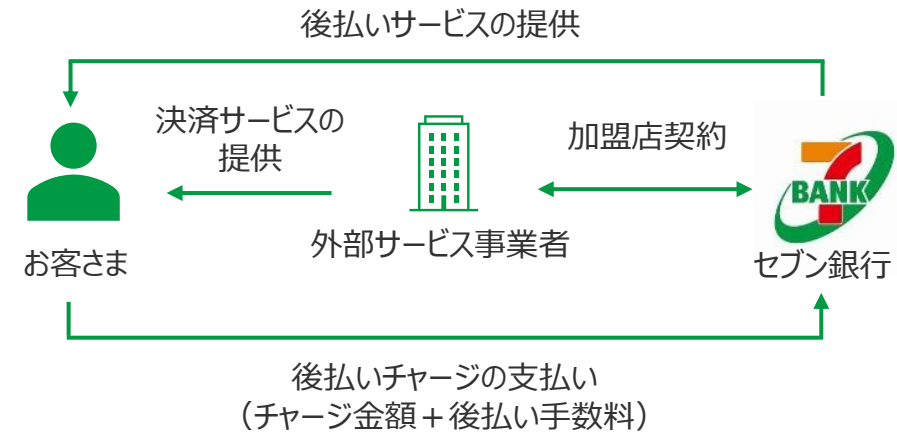 後払いサービスの提供
決済サービスの
提供
加盟店契約
7
BANK
外部サービス事業者
お客さま
セブン銀行
後払いチャージの支払い
（チャージ金額＋後払い手数料）